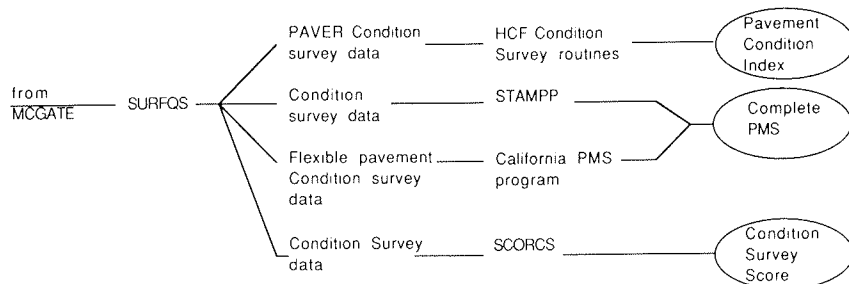 PAVER Condition
survey data
HCF Condition
Survey routines
Pavement
Condition
Index
from
MCGATE
SURFQS
Condition
survey data
STAMPP
Complete
PMS
Flexible pavement
Condition survey
data
California PMS
program
Condition Survey
data
SCORCS
Condition
Survey
Score